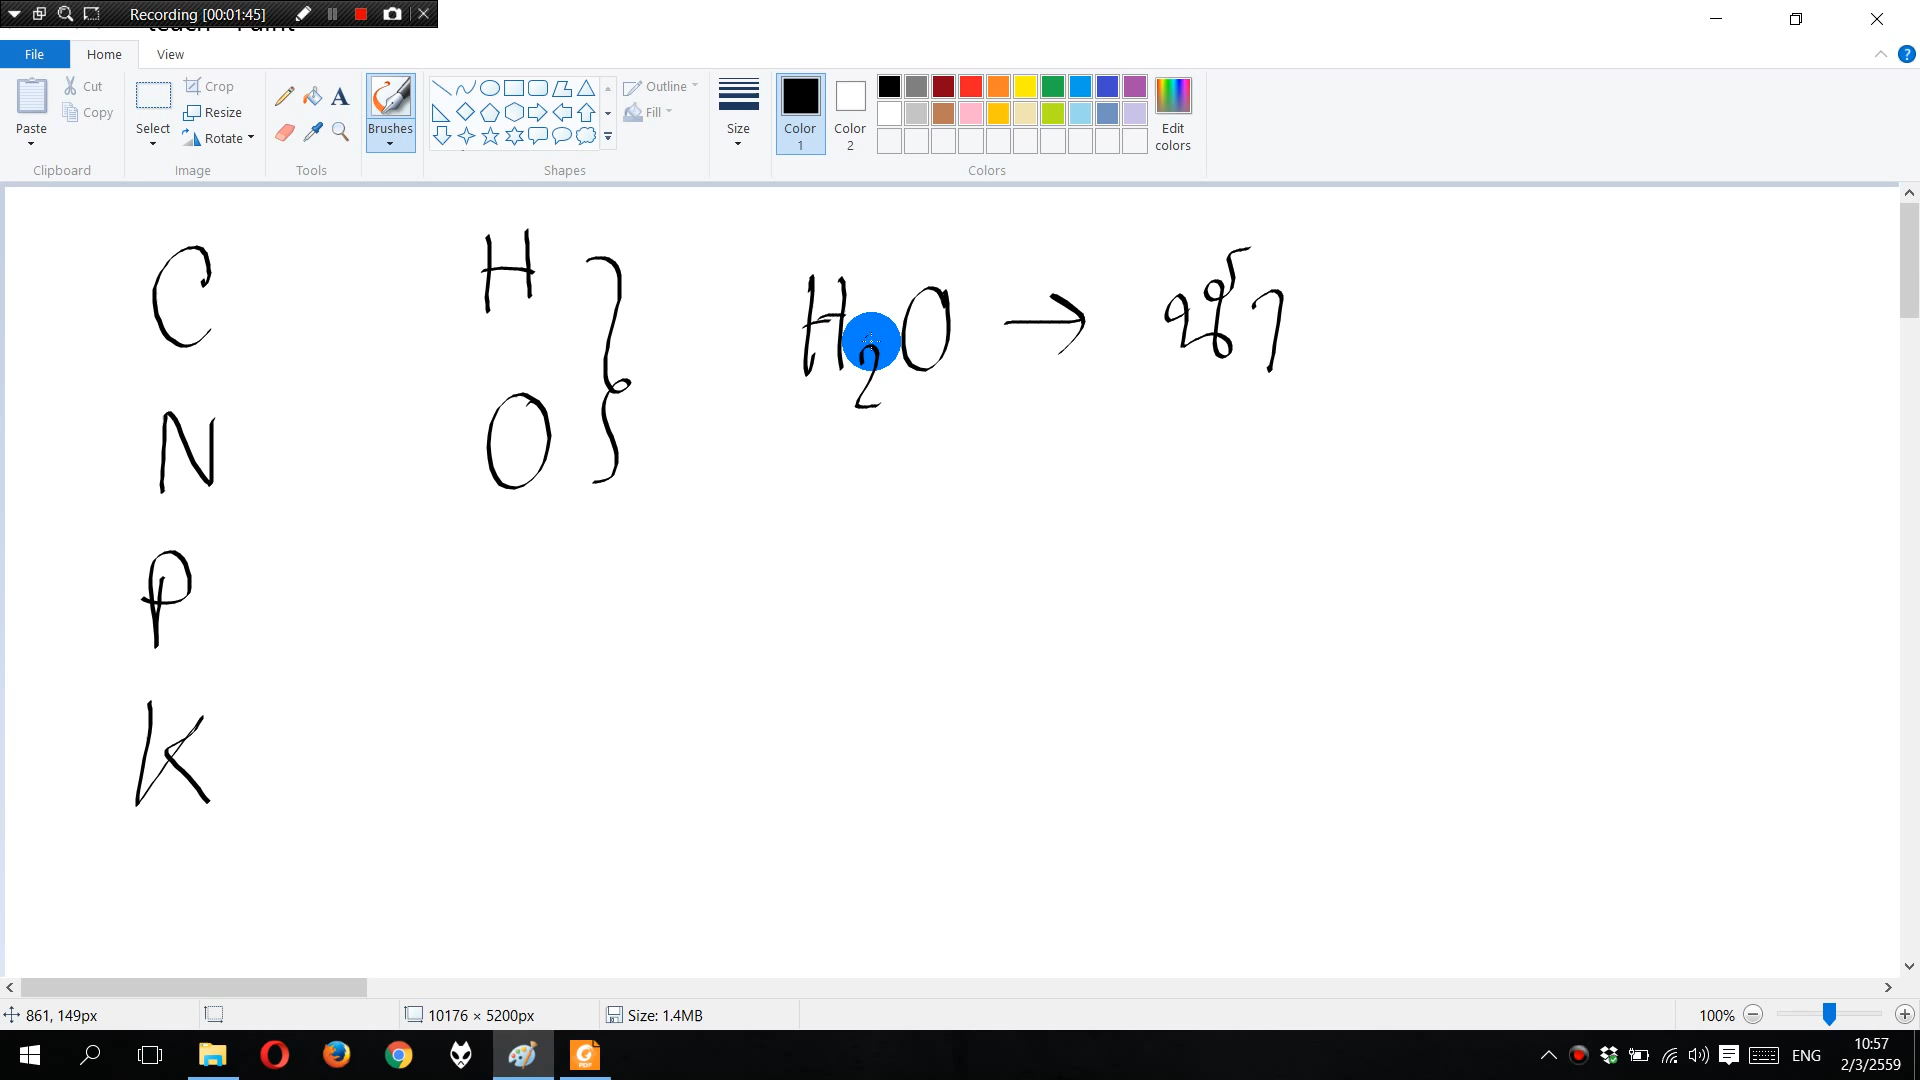 Recording [00:01:45]
File Home View
Paste Cut Copy Select Crop Resize Rotate Brushes Outline Fill Size Color 1 Color 2 Edit colors
Clipboard Image Tools Shapes Colors
C H H2O →
N O
P
K
861, 149px 10176 × 5200px Size: 1.4MB 100%
ENG 10:57
2/3/2559